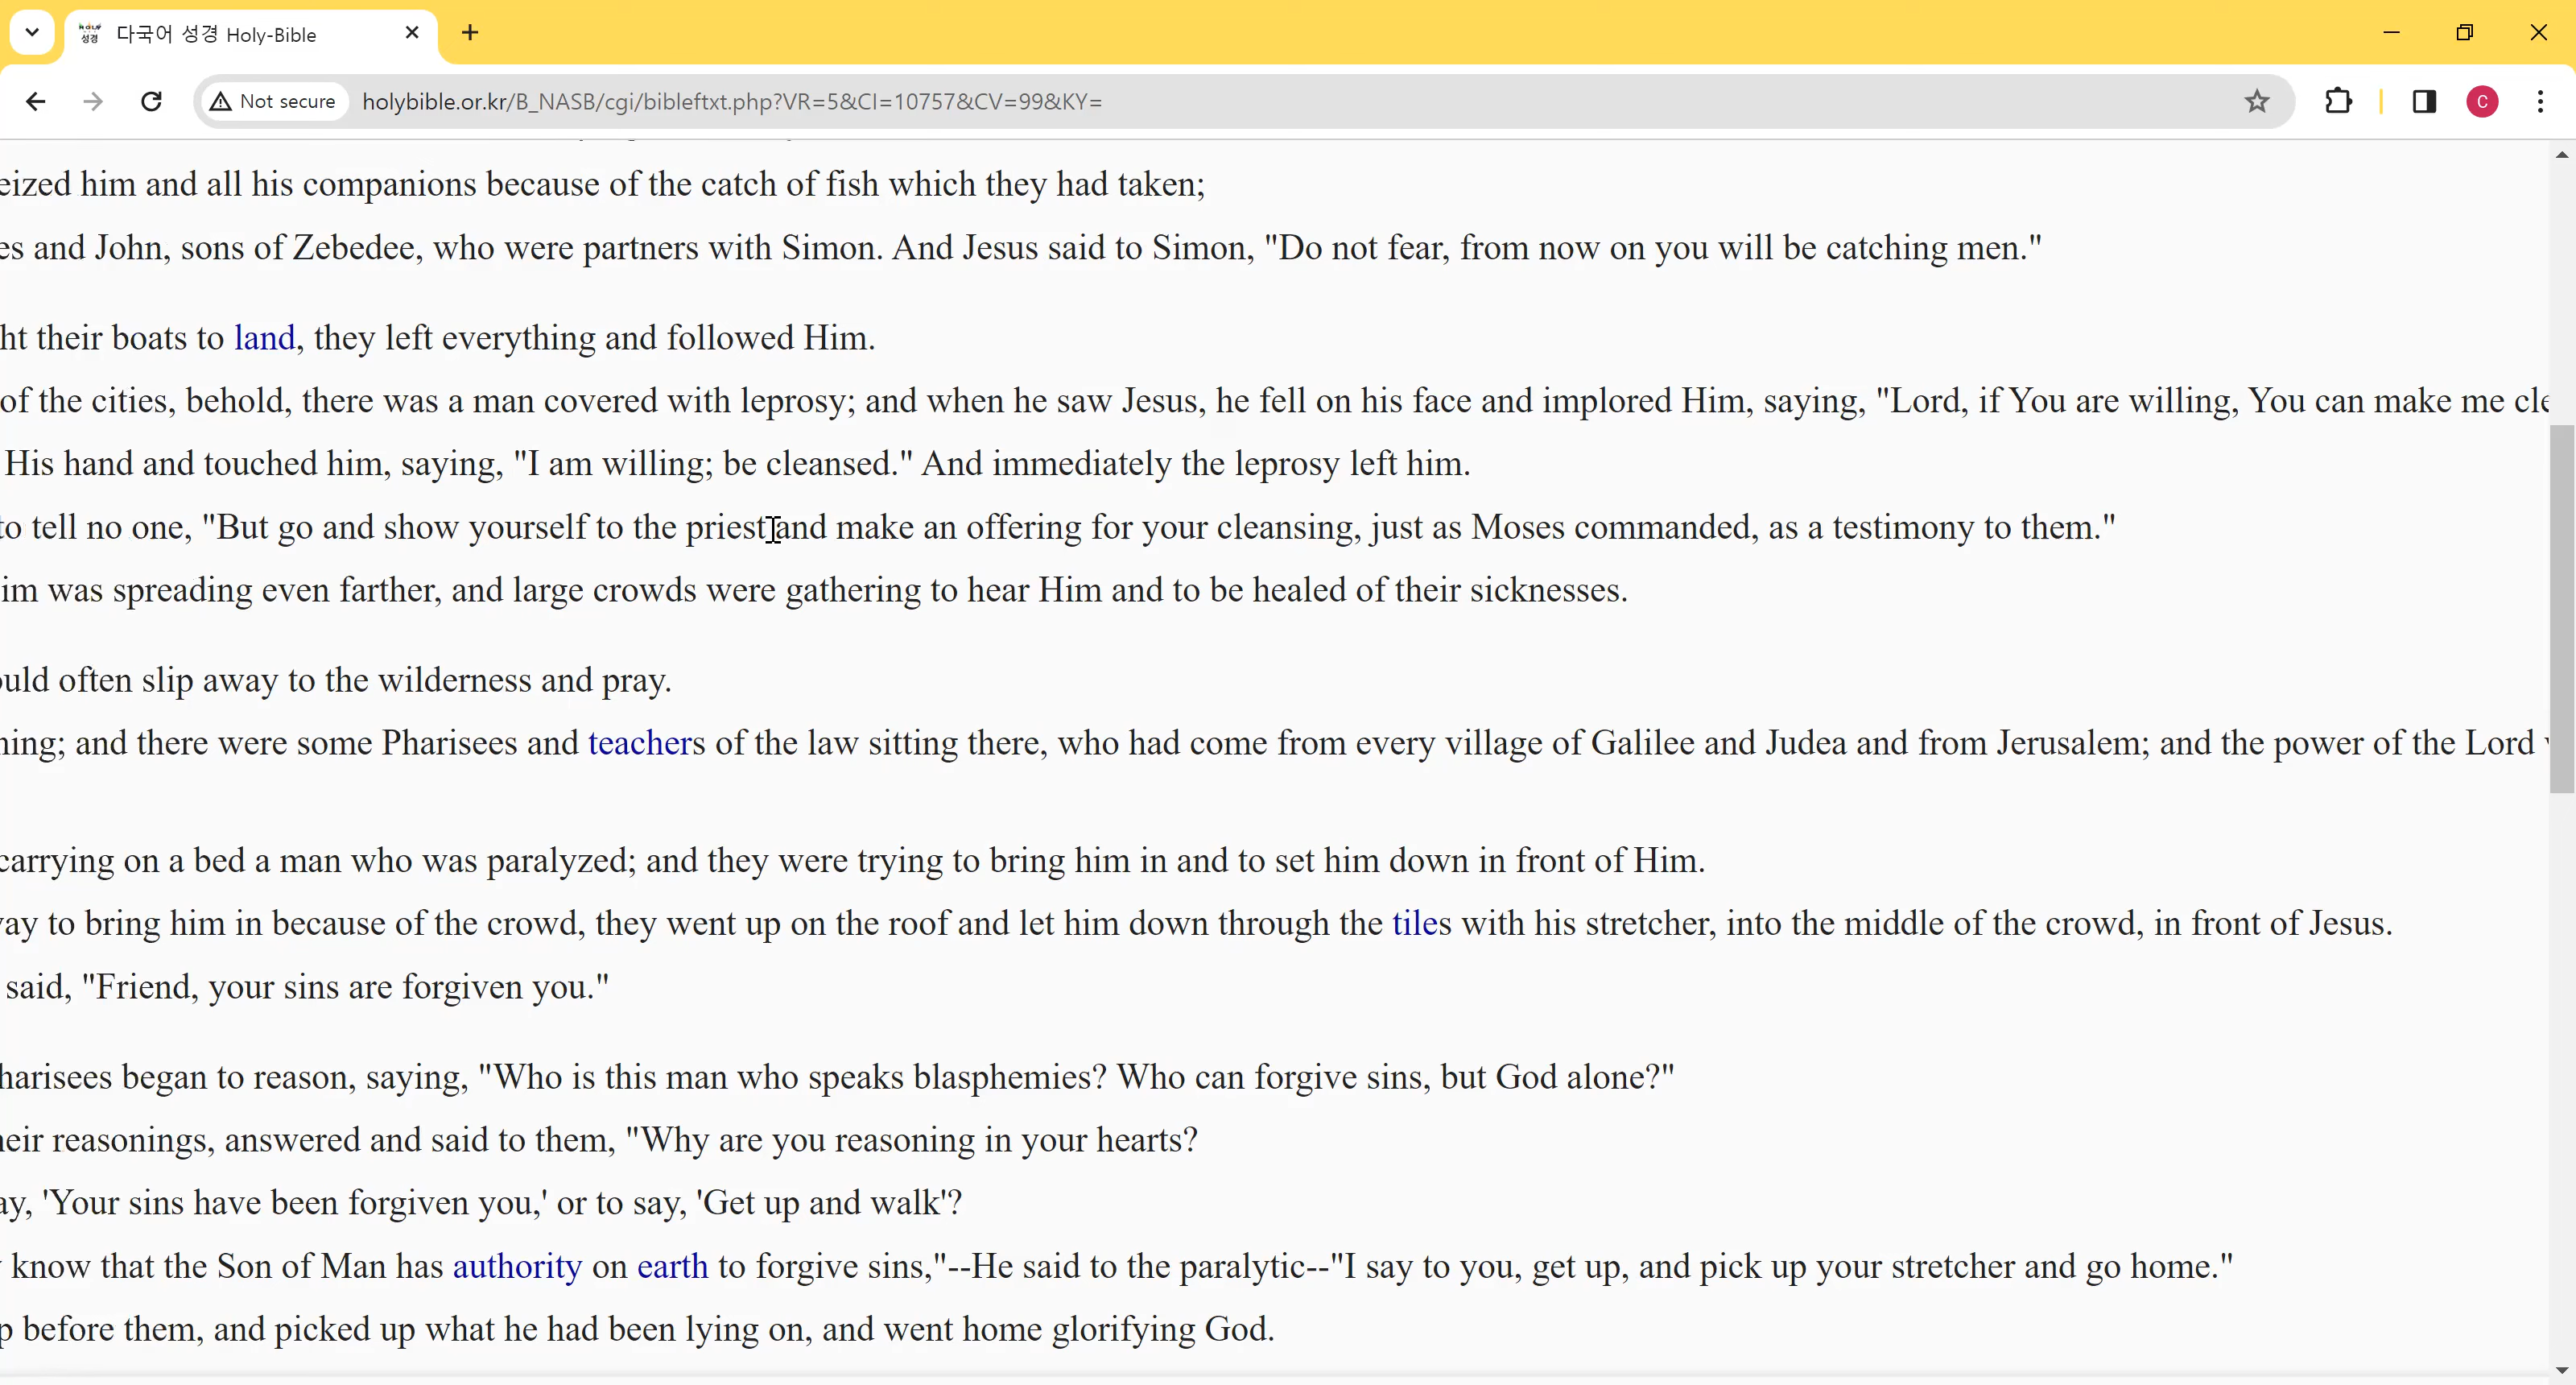 다국어 성경 Holy-Bible
Not secure holybible.or.kr/B_NASB/cgi/bibleftxt.php?VR=5&CI=10757&CV=99&KY= C
eized him and all his companions because of the catch of fish which they had taken;
es and John, sons of Zebedee, who were partners with Simon. And Jesus said to Simon, "Do not fear, from now on you will be catching men."
ht their boats to land, they left everything and followed Him.
of the cities, behold, there was a man covered with leprosy; and when he saw Jesus, he fell on his face and implored Him, saying, "Lord, if You are willing, You can make me cle
His hand and touched him, saying, "I am willing; be cleansed." And immediately the leprosy left him.
to tell no one, "But go and show yourself to the priest and make an offering for your cleansing, just as Moses commanded, as a testimony to them."
im was spreading even farther, and large crowds were gathering to hear Him and to be healed of their sicknesses.
ould often slip away to the wilderness and pray.
ning; and there were some Pharisees and teachers of the law sitting there, who had come from every village of Galilee and Judea and from Jerusalem; and the power of the Lord
carrying on a bed a man who was paralyzed; and they were trying to bring him in and to set him down in front of Him.
way to bring him in because of the crowd, they went up on the roof and let him down through the tiles with his stretcher, into the middle of the crowd, in front of Jesus.
said, "Friend, your sins are forgiven you."
harisees began to reason, saying, "Who is this man who speaks blasphemies? Who can forgive sins, but God alone?"
heir reasonings, answered and said to them, "Why are you reasoning in your hearts?
ay, 'Your sins have been forgiven you,' or to say, 'Get up and walk'?
know that the Son of Man has authority on earth to forgive sins,"--He said to the paralytic--"I say to you, get up, and pick up your stretcher and go home."
p before them, and picked up what he had been lying on, and went home glorifying God.